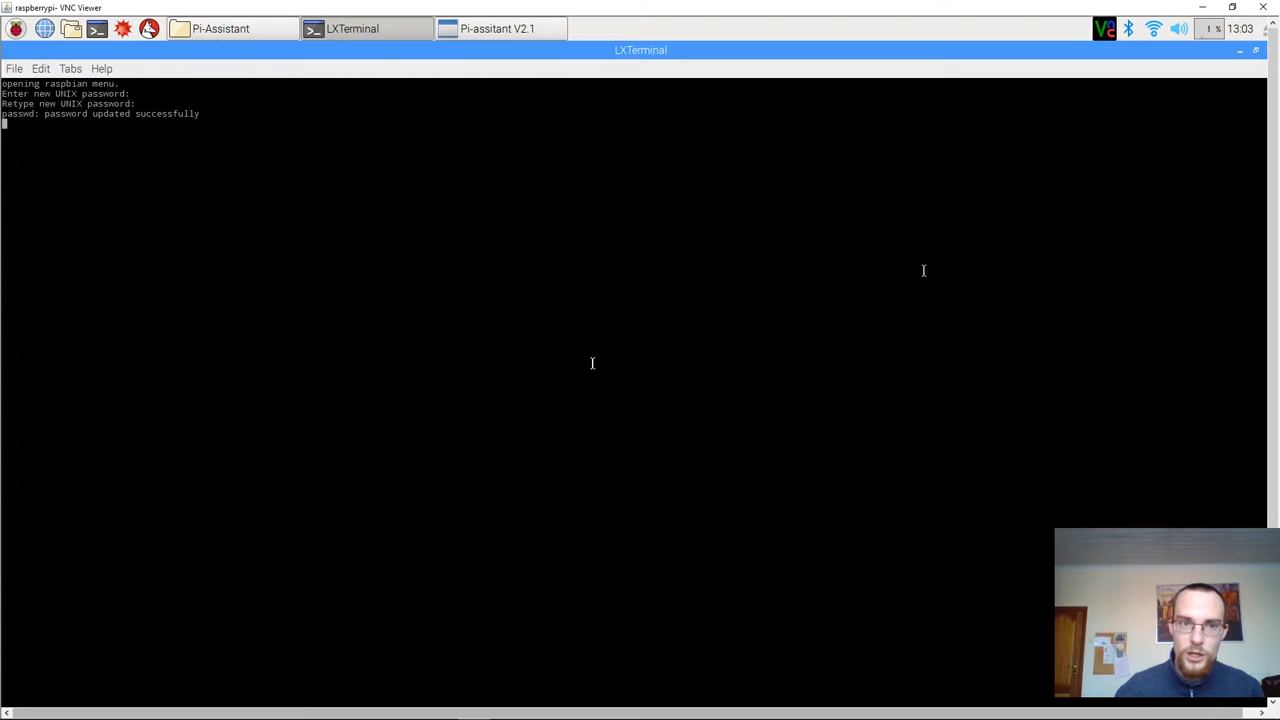 raspberrypi- VNC Viewer
Pi-Assistant
LXTerminal
Pi-assitant V2.1
1 %
13:03
LXTerminal
File Edit Tabs Help
opening raspbian menu.
Enter new UNIX password:
Retype new UNIX password:
passwd: password updated successfully